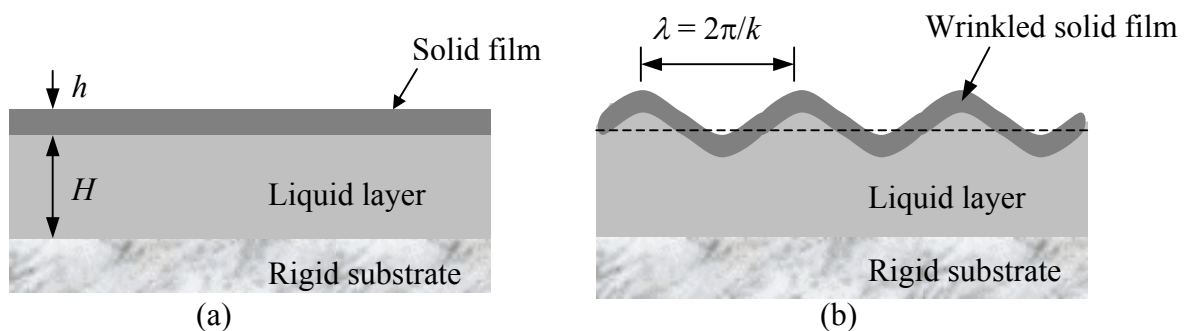 Solid film
h
H
Liquid layer
Rigid substrate
(a)
λ = 2π/k
Wrinkled solid film
Liquid layer
Rigid substrate
(b)